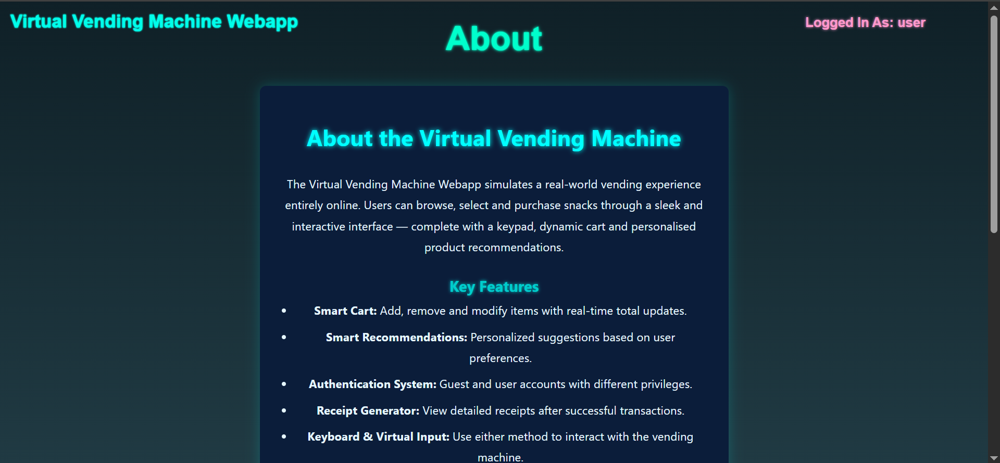 Virtual Vending Machine Webapp
Logged In As: user
About
About the Virtual Vending Machine
The Virtual Vending Machine Webapp simulates a real-world vending experience
entirely online. Users can browse, select and purchase snacks through a sleek and
interactive interface — complete with a keypad, dynamic cart and personalised
product recommendations.
Key Features
• Smart Cart: Add, remove and modify items with real-time total updates.
• Smart Recommendations: Personalized suggestions based on user
preferences.
• Authentication System: Guest and user accounts with different privileges.
• Receipt Generator: View detailed receipts after successful transactions.
• Keyboard & Virtual Input: Use either method to interact with the vending
machine.